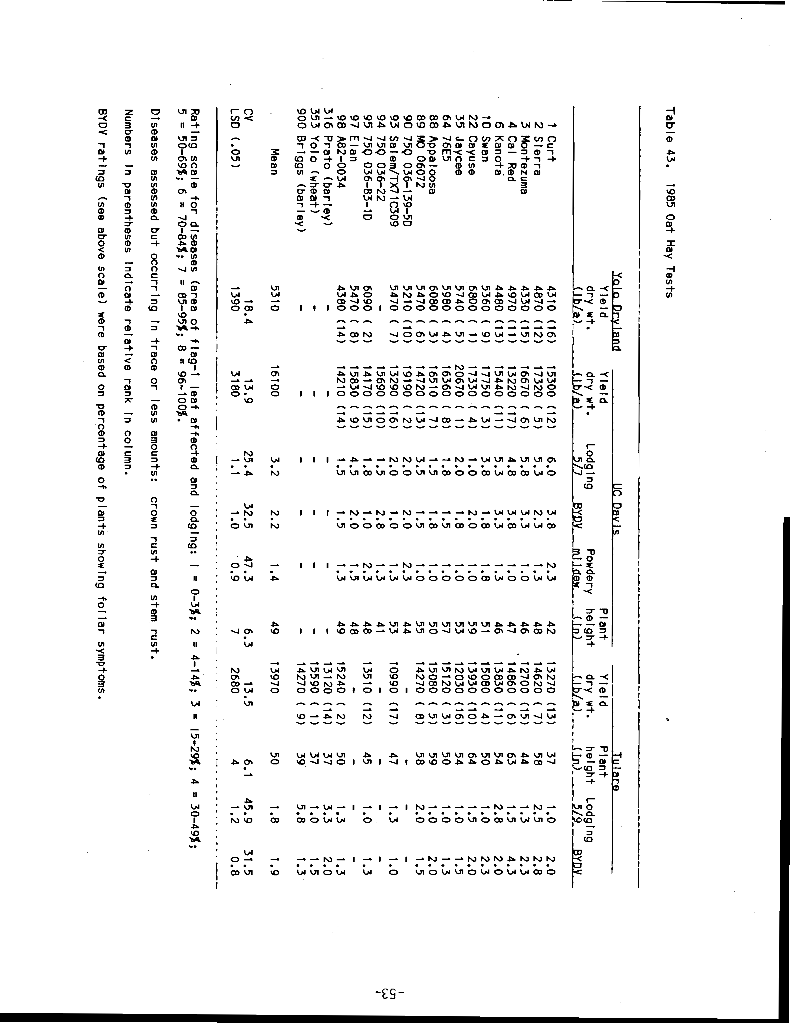 Table 43. 1985 Oat Hay Tests
Yolo Dryland UC Davis Tulare
Yield Yield Powdery Plant Yield Plant
dry wt. dry wt. Lodging mildew height dry wt. height Lodging
(lb/a) (lb/a) 5/7 BYDV (in) (lb/a) (in) 5/9 BYDV
1 Curt 4310 (16) 15300 (12) 6.0 3.8 2.3 42 13270 (13) 37 1.0 2.0
2 Sierra 4870 (12) 17320 ( 5) 5.3 2.3 1.3 48 14620 ( 7) 58 2.5 2.8
3 Montezuma 4330 (15) 16670 ( 6) 5.8 3.3 1.0 46 12700 (15) 44 1.3 2.3
4 Cal Red 4970 (11) 13220 (17) 4.8 3.8 1.0 47 14860 ( 6) 63 1.5 4.3
6 Kanota 4480 (13) 15440 (11) 5.3 3.3 1.3 46 13830 (11) 54 2.8 2.0
10 Swan 5360 ( 9) 17750 ( 3) 3.8 1.8 1.8 51 15080 ( 4) 50 1.0 2.3
22 Cayuse 6800 ( 1) 17330 ( 4) 1.0 2.0 1.0 59 13930 (10) 64 1.5 1.0
35 Jaycee 5740 ( 5) 20670 ( 1) 2.0 1.8 1.0 53 12030 (16) 54 1.0 1.5
64 76E5 5980 ( 4) 16360 ( 8) 3.8 1.5 1.0 57 15120 ( 3) 50 1.0 1.3
88 Appaloosa 6080 ( 3) 16510 ( 7) 1.8 1.8 1.0 50 15080 ( 5) 59 1.0 2.0
89 MO 06072 5470 ( 6) 14720 (13) 3.5 1.5 1.0 55 14270 ( 8) 58 2.0 1.5
90 75Q 036-139-5D 5210 (10) 19190 ( 2) 2.0 2.0 2.3 44 - - - -
93 Salem/TX71C309 5470 ( 7) 13290 (16) 2.0 1.0 1.3 53 10990 (17) 47 1.3 1.0
94 75Q 036-22 - 15690 (10) 4.5 2.8 1.3 41 - - - -
95 75Q 036-B3-1D 6090 ( 2) 14170 (15) 1.8 1.0 2.3 48 13510 (12) 45 1.0 1.3
97 Elan 5470 ( 8) 15830 ( 9) 1.5 2.0 1.5 48 - - - -
98 A82-0034 4380 (14) 14210 (14) 1.5 1.5 1.3 49 15240 ( 2) 50 1.3 1.3
316 Prato (barley) - - - - - - 13120 (14) 37 3.3 2.0
353 Yolo (wheat) - - - - - - 15590 ( 1) 37 1.0 1.5
900 Briggs (barley) - - - - - - 14270 ( 9) 39 5.8 1.3
Mean 5310 16100 3.2 2.2 1.4 49 13970 50 1.8 1.9
CV 18.4 13.9 25.4 32.5 47.3 6.3 13.5 6.1 45.9 31.5
LSD (.05) 1390 3180 1.1 1.0 0.9 7 2680 4 1.2 0.8
Rating scale for diseases (area of flag-1 leaf affected and lodging: 1 = 0-3%; 2 = 4-14%; 3 = 15-29%; 4 = 30-49%;
5 = 50-69%; 6 = 70-84%; 7 = 85-95%; 8 = 96-100%.
Diseases assessed but occurring in trace or less amounts: crown rust and stem rust.
Numbers in parentheses indicate relative rank in column.
BYDV ratings (see above scale) were based on percentage of plants showing foliar symptoms.
-53-